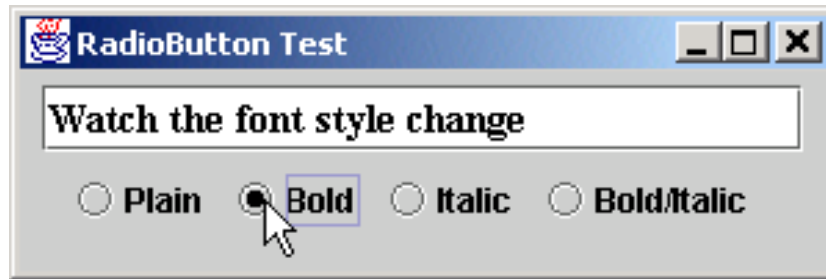 RadioButton Test
Watch the font style change
Plain Bold Italic Bold/Italic